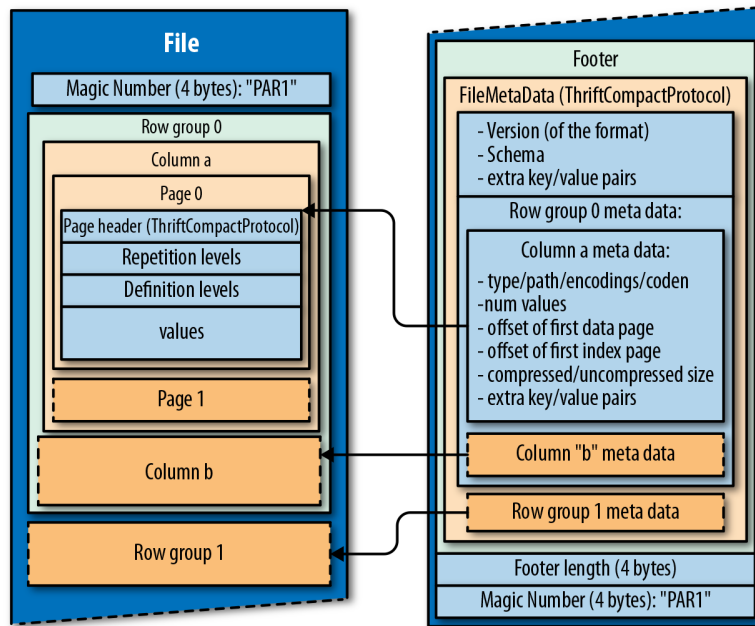 File
Magic Number (4 bytes): "PAR1"
Row group 0
Column a
Page 0
Page header (ThriftCompactProtocol)
Repetition levels
Definition levels
values
Page 1
Column b
Row group 1
Footer
FileMetaData (ThriftCompactProtocol)
- Version (of the format)
- Schema
- extra key/value pairs
Row group 0 meta data:
Column a meta data:
- type/path/encodings/coden
-num values
- offset of first data page
- offset of first index page
- compressed/uncompressed size
- extra key/value pairs
Column "b" meta data
Row group 1 meta data
Footer length (4 bytes)
Magic Number (4 bytes): "PAR1"